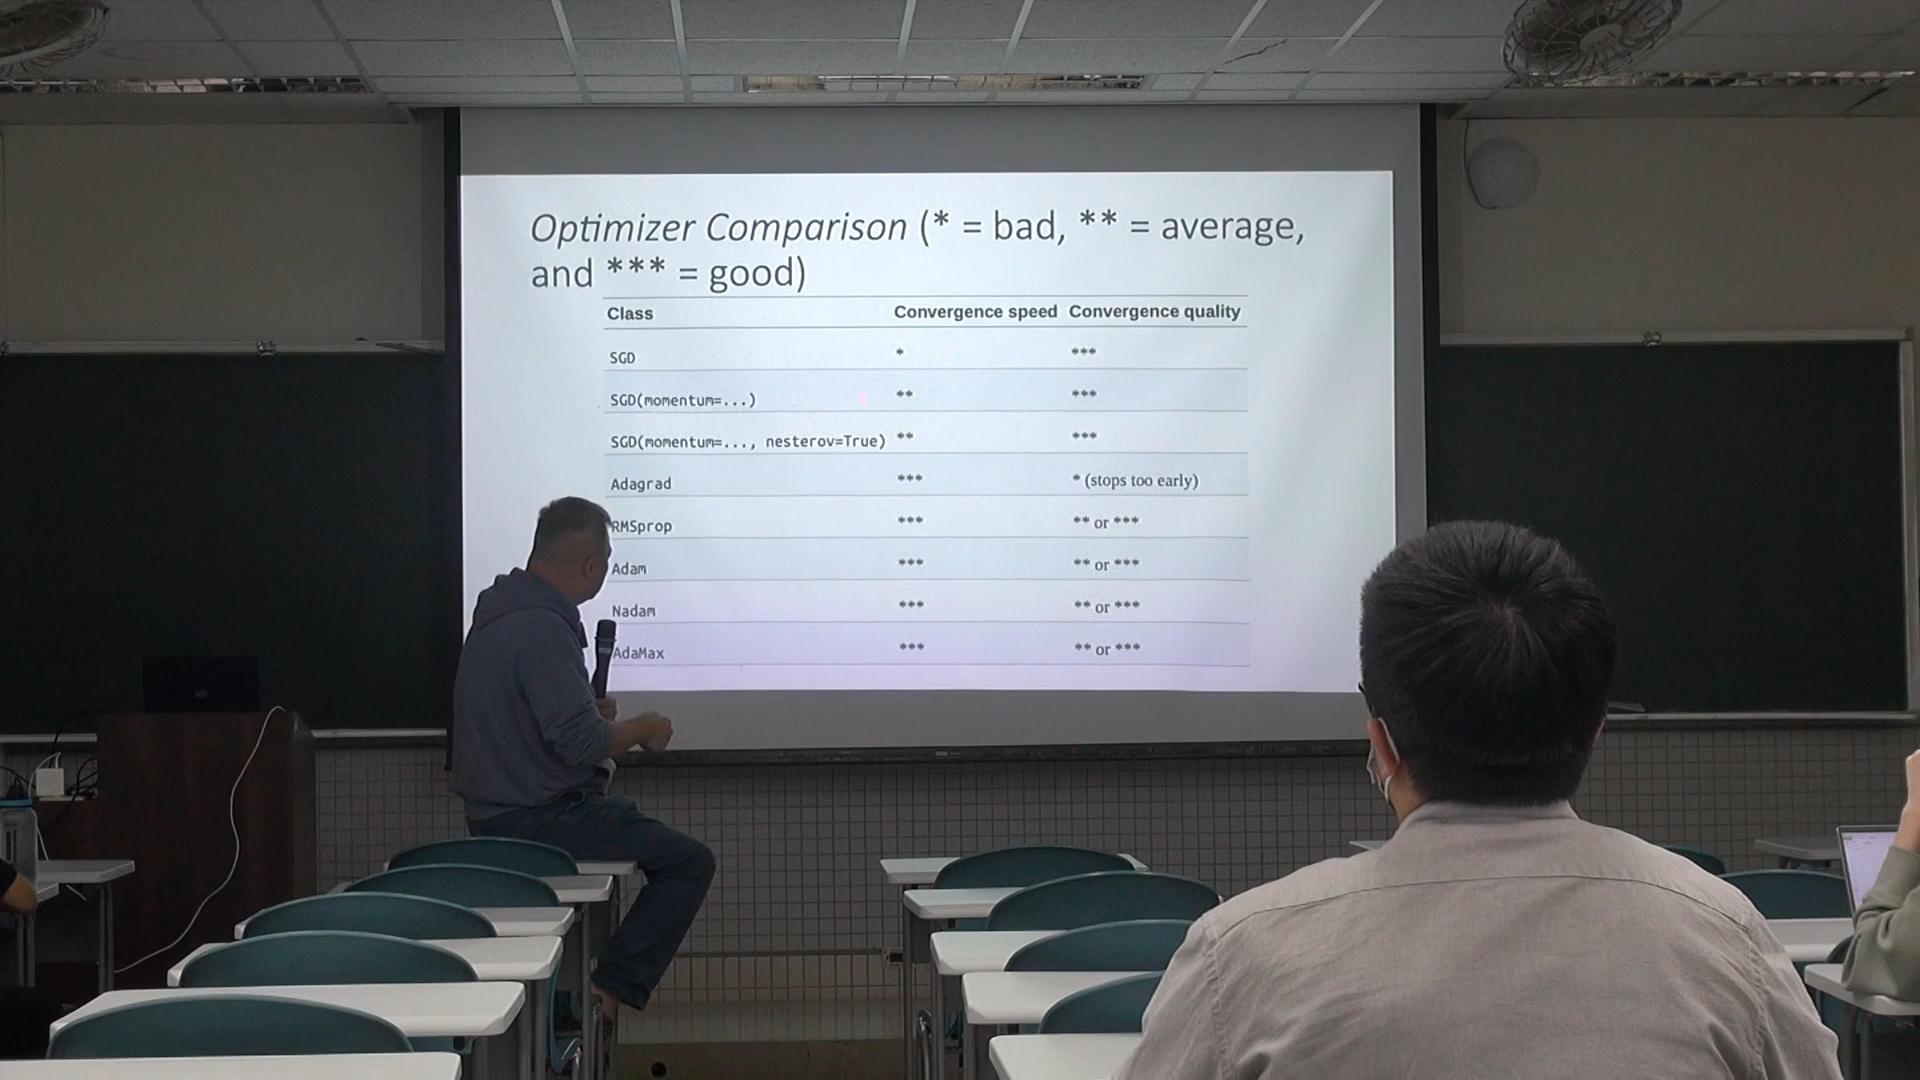 Optimizer Comparison (* = bad, ** = average,
and *** = good)
Class Convergence speed Convergence quality
SGD * ***
SGD(momentum=...) ** ***
SGD(momentum=..., nesterov=True) ** ***
Adagrad *** * (stops too early)
RMSprop *** ** or ***
Adam *** ** or ***
Nadam *** ** or ***
AdaMax *** ** or ***